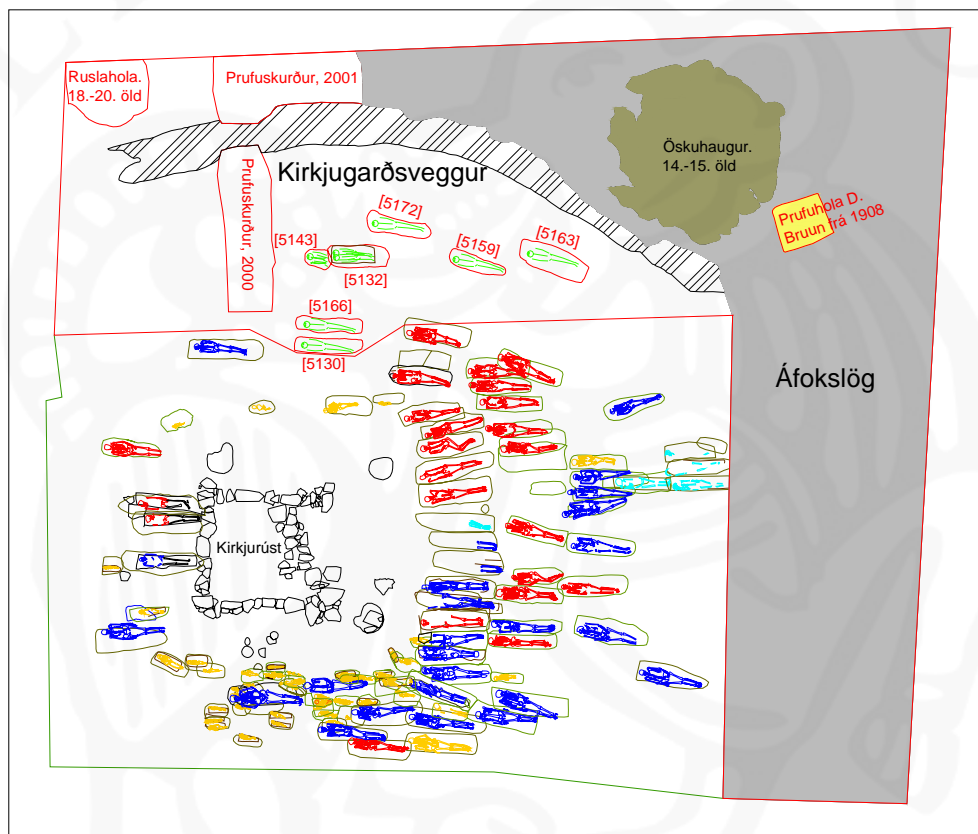 Ruslahola.
18.-20. öld
Prufuskurður, 2001
Öskuhaugur.
14.-15. öld
Kirkjugarðsveggur
Prufuskurður, 2000
Prufuhola D.
Bruun frá 1908
[5172]
[5143]
[5132]
[5159]
[5163]
[5166]
[5130]
Áfokslög
Kirkjurúst